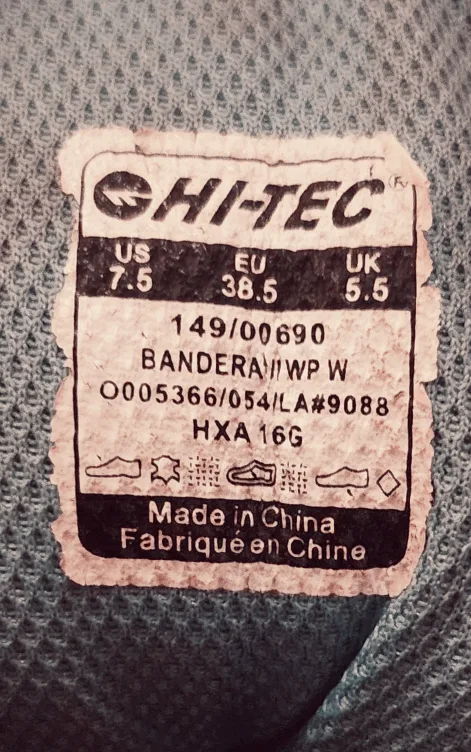 HI-TEC
US EU UK
7.5 38.5 5.5
149/00690
BANDERA II WP W
O005366/054/LA#9088
HXA 16G
Made in China
Fabriqué en Chine